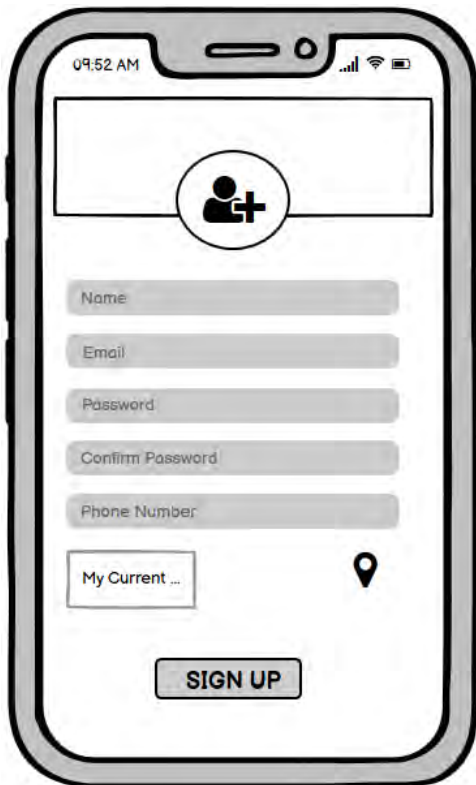 09:52 AM
Name
Email
Password
Confirm Password
Phone Number
My Current ...
SIGN UP